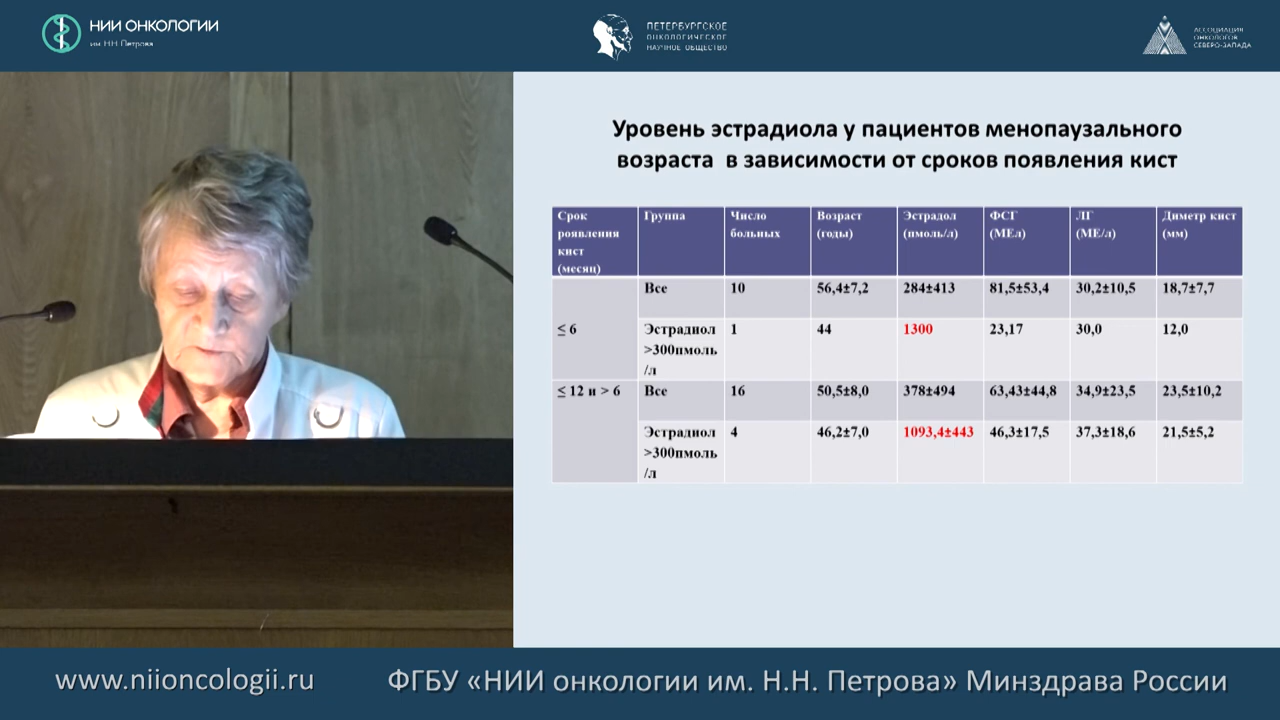 НИИ ОНКОЛОГИИ
им. Н.Н. Петрова
ПЕТЕРБУРГСКОЕ
ОНКОЛОГИЧЕСКОЕ
НАУЧНОЕ ОБЩЕСТВО
АССОЦИАЦИЯ
ОНКОЛОГОВ
СЕВЕРО-ЗАПАДА
Уровень эстрадиола у пациентов менопаузального
возраста в зависимости от сроков появления кист
Срок
роявления
кист
(месяц)
Группа
Число
больных
Возраст
(годы)
Эстрадол
(пмоль/л)
ФСГ
(МЕл)
ЛГ
(МЕ/л)
Диметр кист
(мм)
≤ 6
Все
10
56,4±7,2
284±413
81,5±53,4
30,2±10,5
18,7±7,7
Эстрадиол
>300пмоль
/л
1
44
1300
23,17
30,0
12,0
≤ 12 и > 6
Все
16
50,5±8,0
378±494
63,43±44,8
34,9±23,5
23,5±10,2
Эстрадиол
>300пмоль
/л
4
46,2±7,0
1093,4±443
46,3±17,5
37,3±18,6
21,5±5,2
www.niioncologii.ru
ФГБУ «НИИ онкологии им. Н.Н. Петрова» Минздрава России